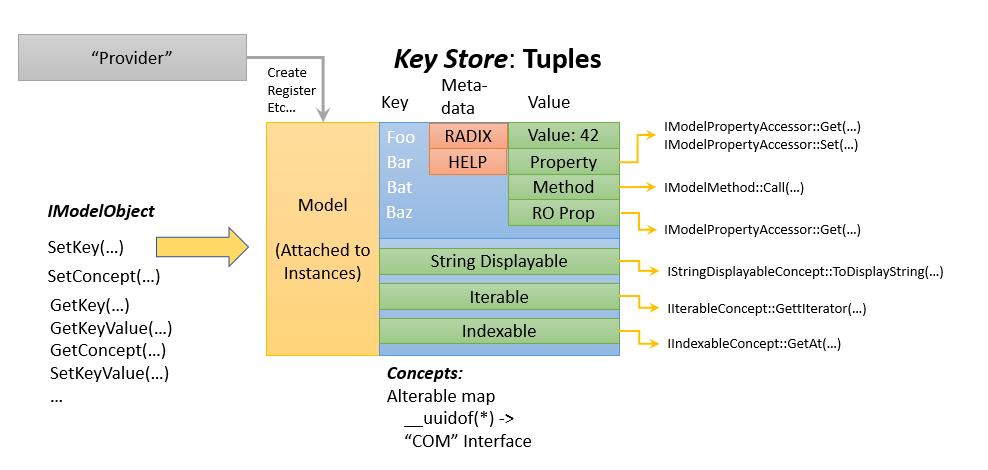 “Provider”
Create
Register
Etc...
Key Store: Tuples
Key
Meta-
data
Value
Foo
RADIX
Value: 42
Bar
HELP
Property
Bat
Method
Baz
RO Prop
IModelPropertyAccessor::Get(...)
IModelPropertyAccessor::Set(...)
IModelMethod::Call(...)
IModelPropertyAccessor::Get(...)
Model
(Attached to
Instances)
IModelObject
SetKey(...)
SetConcept(...)
GetKey(...)
GetKeyValue(...)
GetConcept(...)
SetKeyValue(...)
...
String Displayable
IStringDisplayableConcept::ToDisplayString(...)
Iterable
IIterableConcept::GettIterator(...)
Indexable
IIndexableConcept::GetAt(...)
Concepts:
Alterable map
__uuidof(*) ->
“COM” Interface